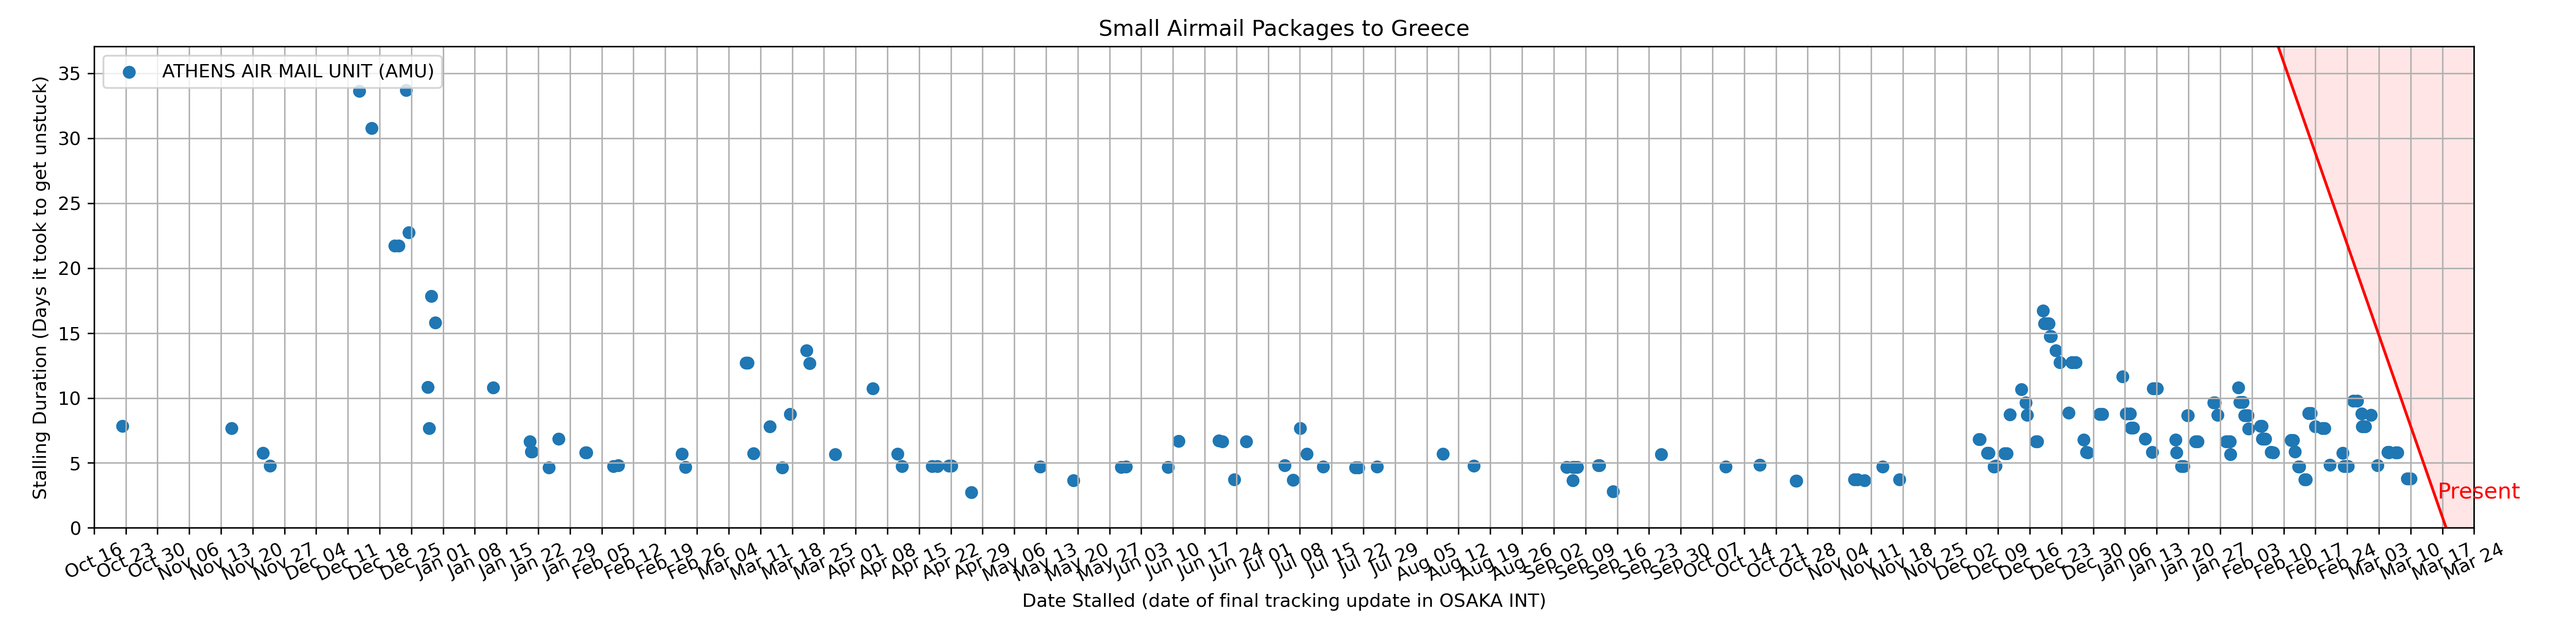 Small Airmail Packages to Greece
ATHENS AIR MAIL UNIT (AMU)
Stalling Duration (Days it took to get unstuck)
35
30
25
20
15
10
5
0
Present
Oct 16
Oct 23
Oct 30
Nov 06
Nov 13
Nov 20
Nov 27
Dec 04
Dec 11
Dec 18
Dec 25
Jan 01
Jan 08
Jan 15
Jan 22
Jan 29
Feb 05
Feb 12
Feb 19
Feb 26
Mar 04
Mar 11
Mar 18
Mar 25
Apr 01
Apr 08
Apr 15
Apr 22
Apr 29
May 06
May 13
May 20
May 27
Jun 03
Jun 10
Jun 17
Jun 24
Jul 01
Jul 08
Jul 15
Jul 22
Jul 29
Aug 05
Aug 12
Aug 19
Aug 26
Sep 02
Sep 09
Sep 16
Sep 23
Sep 30
Oct 07
Oct 14
Oct 21
Oct 28
Nov 04
Nov 11
Nov 18
Nov 25
Dec 02
Dec 09
Dec 16
Dec 23
Dec 30
Jan 06
Jan 13
Jan 20
Jan 27
Feb 03
Feb 10
Feb 17
Feb 24
Mar 03
Mar 10
Mar 17
Mar 24
Date Stalled (date of final tracking update in OSAKA INT)